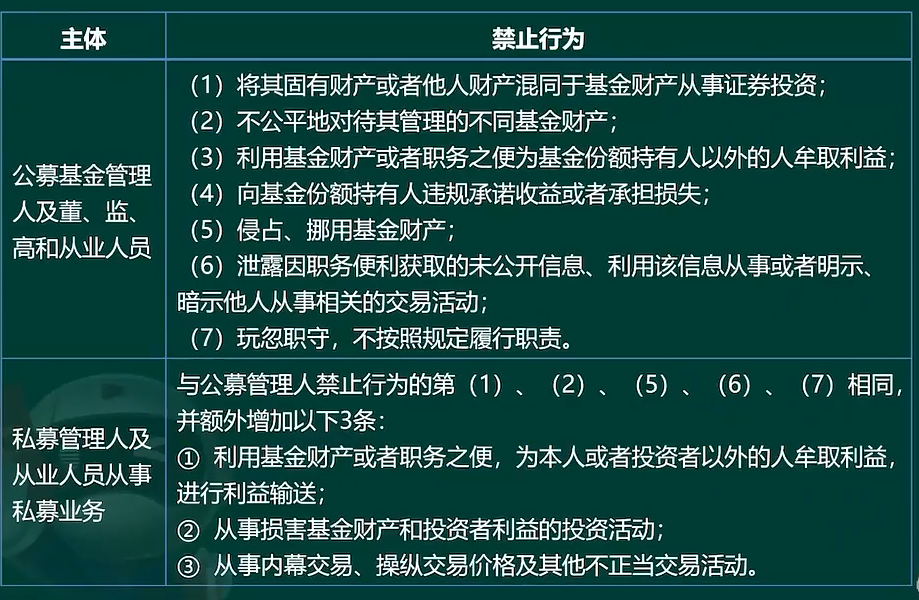 主体
禁止行为
公募基金管理
人及董、监、
高和从业人员
（1）将其固有财产或者他人财产混同于基金财产从事证券投资；
（2）不公平地对待其管理的不同基金财产；
（3）利用基金财产或者职务之便为基金份额持有人以外的人牟取利益；
（4）向基金份额持有人违规承诺收益或者承担损失；
（5）侵占、挪用基金财产；
（6）泄露因职务便利获取的未公开信息、利用该信息从事或者明示、
暗示他人从事相关的交易活动；
（7）玩忽职守，不按照规定履行职责。
私募管理人及
从业人员从事
私募业务
与公募管理人禁止行为的第（1）、（2）、（5）、（6）、（7）相同，
并额外增加以下3条：
① 利用基金财产或者职务之便，为本人或者投资者以外的人牟取利益，
进行利益输送；
② 从事损害基金财产和投资者利益的投资活动；
③ 从事内幕交易、操纵交易价格及其他不正当交易活动。